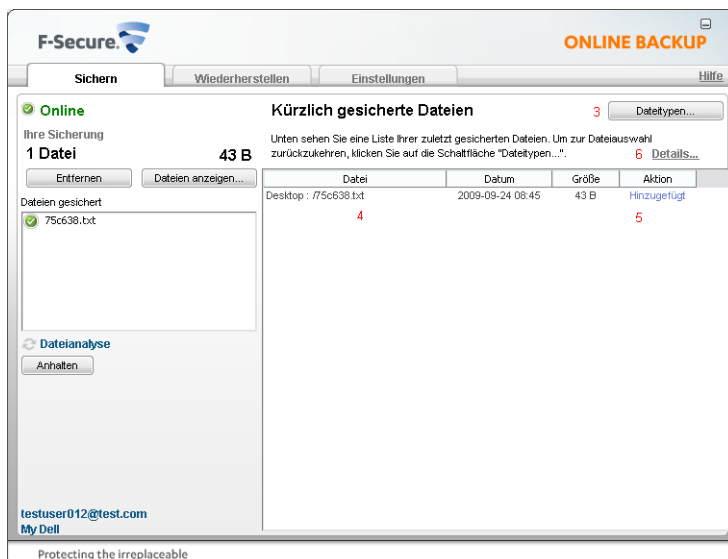 F-Secure.
ONLINE BACKUP
Sichern Wiederherstellen Einstellungen Hilfe
Online
Ihre Sicherung
1 Datei 43 B
Entfernen Dateien anzeigen...
Dateien gesichert
75c638.txt
Dateianalyse
Anhalten
testuser012@test.com
My Dell
Kürzlich gesicherte Dateien 3 Dateitypen...
Unten sehen Sie eine Liste Ihrer zuletzt gesicherten Dateien. Um zur Dateiauswahl
zurückzukehren, klicken Sie auf die Schaltfläche "Dateitypen...". 6 Details...
Datei Datum Größe Aktion
Desktop : /75c638.txt 2009-09-24 08:45 43 B Hinzugefügt
4 5
Protecting the irreplaceable